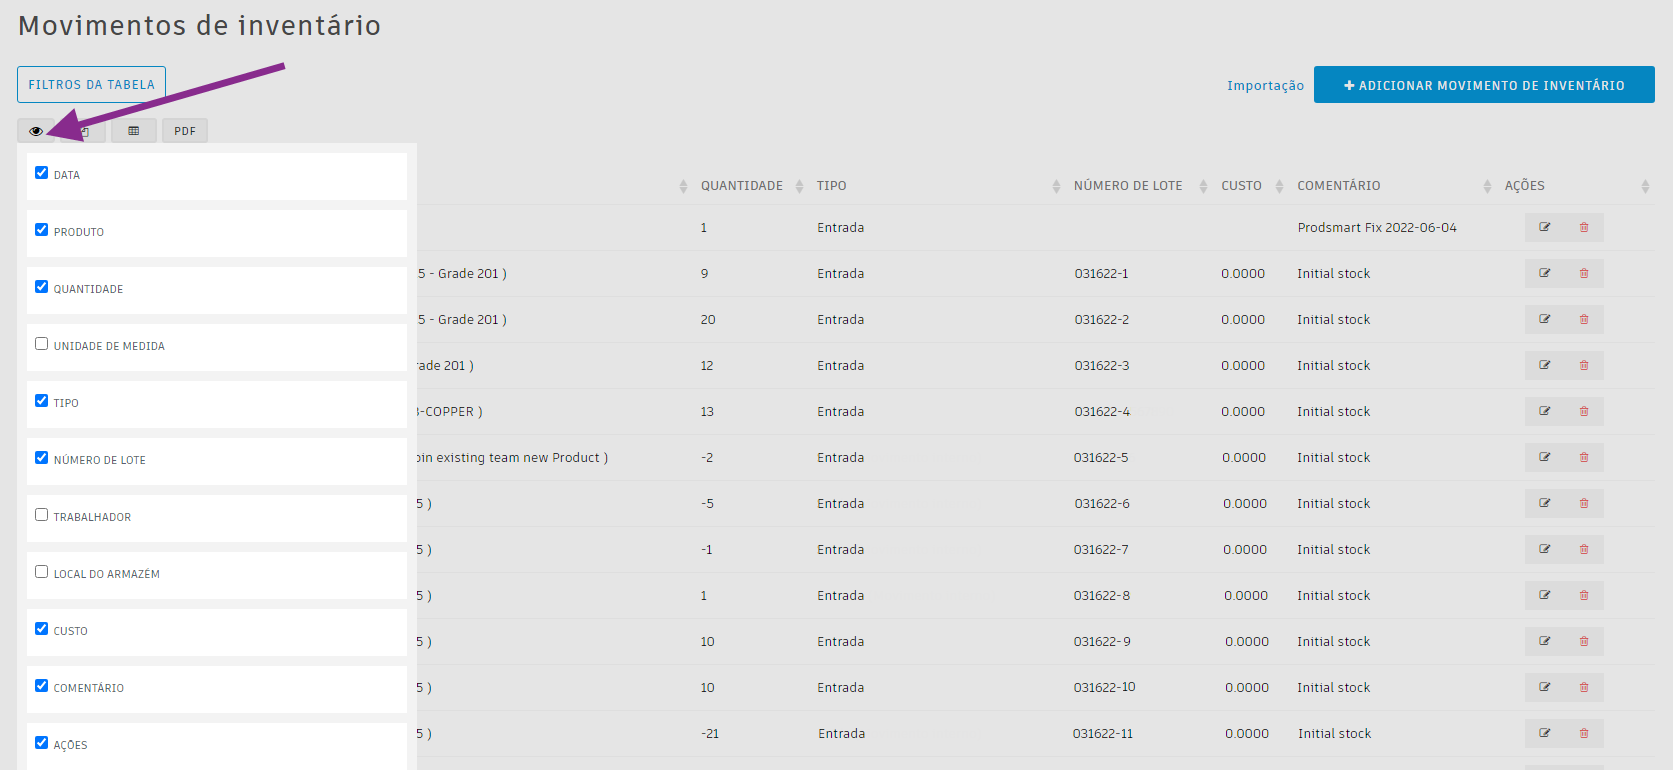 Movimentos de inventário
FILTROS DA TABELA
Importação
ADICIONAR MOVIMENTO DE INVENTÁRIO
PDF
DATA
PRODUTO
QUANTIDADE
UNIDADE DE MEDIDA
TIPO
NÚMERO DE LOTE
TRABALHADOR
LOCAL DO ARMAZÉM
CUSTO
COMENTÁRIO
AÇÕES
QUANTIDADE TIPO NÚMERO DE LOTE CUSTO COMENTÁRIO AÇÕES
1 Entrada Prodsmart Fix 2022-06-04
5 - Grade 201 ) 9 Entrada 031622-1 0.0000 Initial stock
5 - Grade 201 ) 20 Entrada 031622-2 0.0000 Initial stock
rade 201 ) 12 Entrada 031622-3 0.0000 Initial stock
-COPPER ) 13 Entrada 031622-4 0.0000 Initial stock
oin existing team new Product ) -2 Entrada 031622-5 0.0000 Initial stock
5 ) -5 Entrada 031622-6 0.0000 Initial stock
5 ) -1 Entrada 031622-7 0.0000 Initial stock
5 ) 1 Entrada 031622-8 0.0000 Initial stock
5 ) 10 Entrada 031622-9 0.0000 Initial stock
5 ) 10 Entrada 031622-10 0.0000 Initial stock
5 ) -21 Entrada 031622-11 0.0000 Initial stock